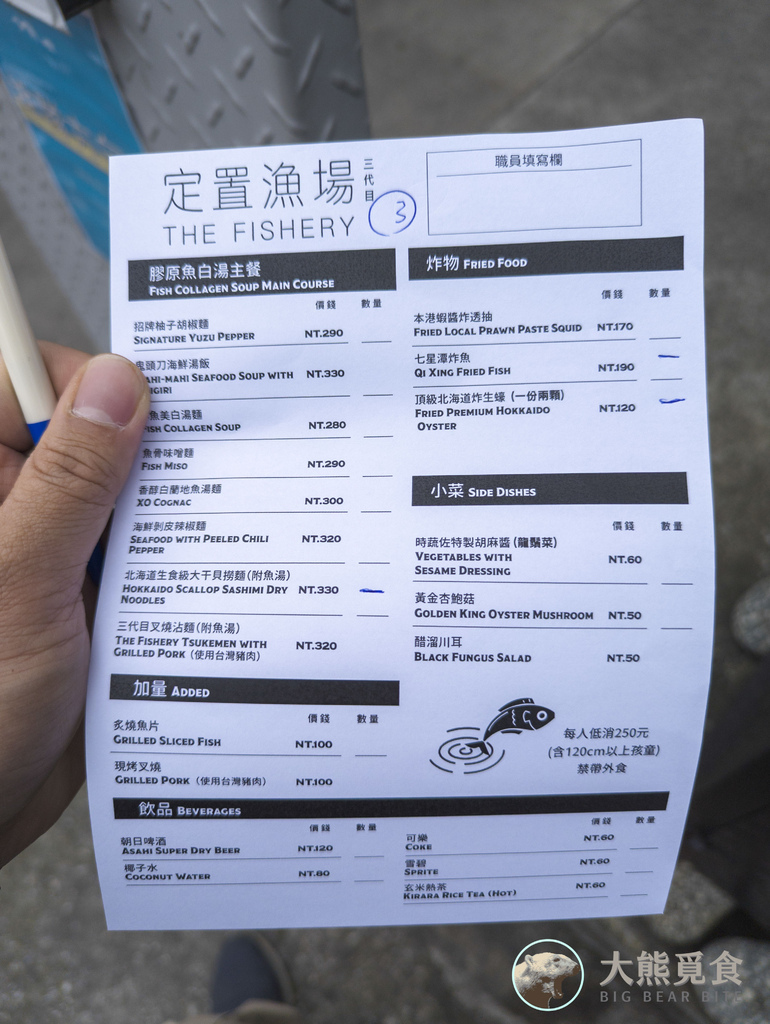 定置漁場
三代目
THE FISHERY
3
職員填寫欄
膠原魚白湯主餐
FISH COLLAGEN SOUP MAIN COURSE
價錢 數量
招牌柚子胡椒麵
SIGNATURE YUZU PEPPER NT.290
鬼頭刀海鮮湯飯
MAHI-MAHI SEAFOOD SOUP WITH NT.330
美白湯麵
FISH COLLAGEN SOUP NT.280
魚骨味噌麵
FISH MISO NT.290
香醇白蘭地魚湯麵
XO COGNAC NT.300
海鮮剝皮辣椒麵
SEAFOOD WITH PEELED CHILI NT.320
PEPPER
北海道生食級大干貝撈麵(附魚湯)
HOKKAIDO SCALLOP SASHIMI DRY NT.330
NOODLES
三代目叉燒沾麵(附魚湯)
THE FISHERY TSUKEMEN WITH NT.320
GRILLED PORK (使用台灣豬肉)
加量 ADDED
價錢 數量
炙燒魚片
GRILLED SLICED FISH NT.100
現烤叉燒
GRILLED PORK (使用台灣豬肉) NT.100
炸物 FRIED FOOD
價錢 數量
本港蝦醬炸透抽
FRIED LOCAL PRAWN PASTE SQUID NT.170
七星潭炸魚
QI XING FRIED FISH NT.190
頂級北海道炸生蠔 (一份兩顆)
FRIED PREMIUM HOKKAIDO NT.120
OYSTER
小菜 SIDE DISHES
價錢 數量
時蔬佐特製胡麻醬 (龍鬚菜)
VEGETABLES WITH NT.60
SESAME DRESSING
黃金杏鮑菇
GOLDEN KING OYSTER MUSHROOM NT.50
醋溜川耳
BLACK FUNGUS SALAD NT.50
每人低消250元
(含120cm以上孩童)
禁帶外食
飲品 BEVERAGES
價錢 數量
朝日啤酒
ASAHI SUPER DRY BEER NT.120
椰子水
COCONUT WATER NT.80
價錢 數量
可樂
COKE NT.60
雪碧
SPRITE NT.60
玄米熱茶
KIRARA RICE TEA (HOT) NT.60
大熊覓食
BIG BEAR BITE